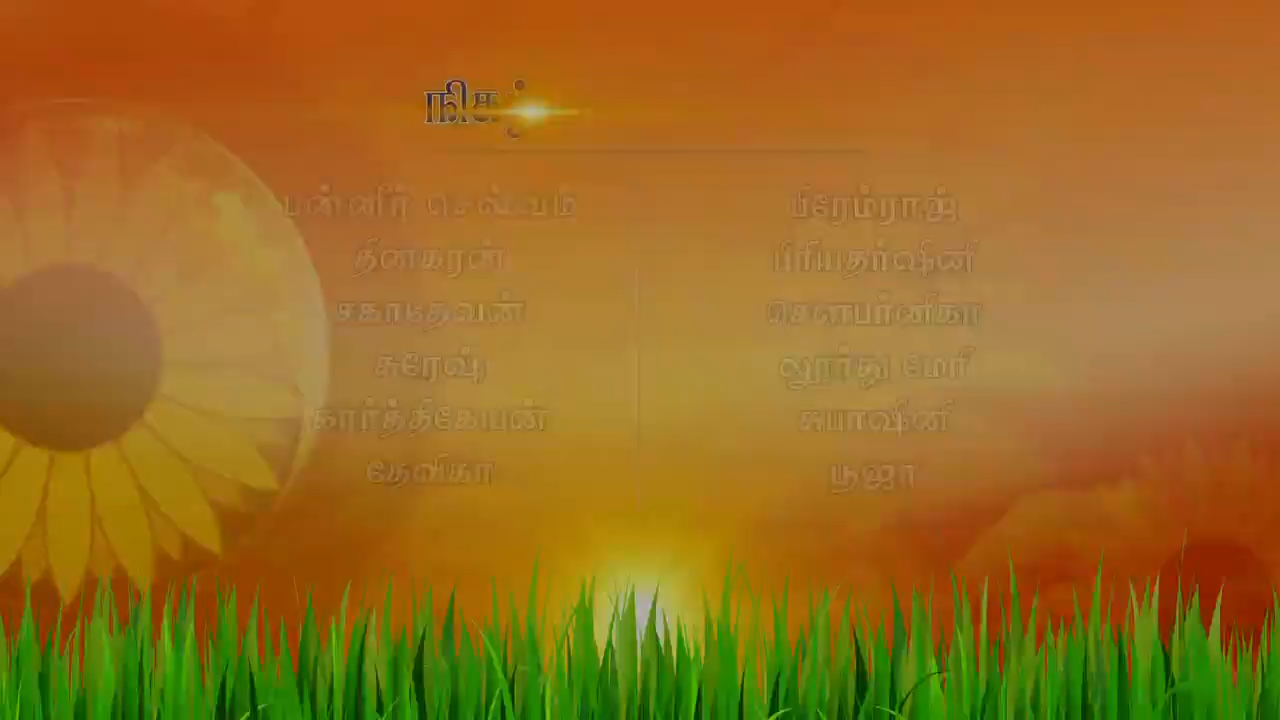 பன்னீர் செல்வம்
தினகரன்
சகாதேவன்
சுரேஷ்
கார்த்திகேயன்
தேவிகா
பிரேம்ராஜ்
பிரியதர்ஷினி
சௌபர்னிகா
லூர்து மேரி
சுபாஷினி
பூஜா